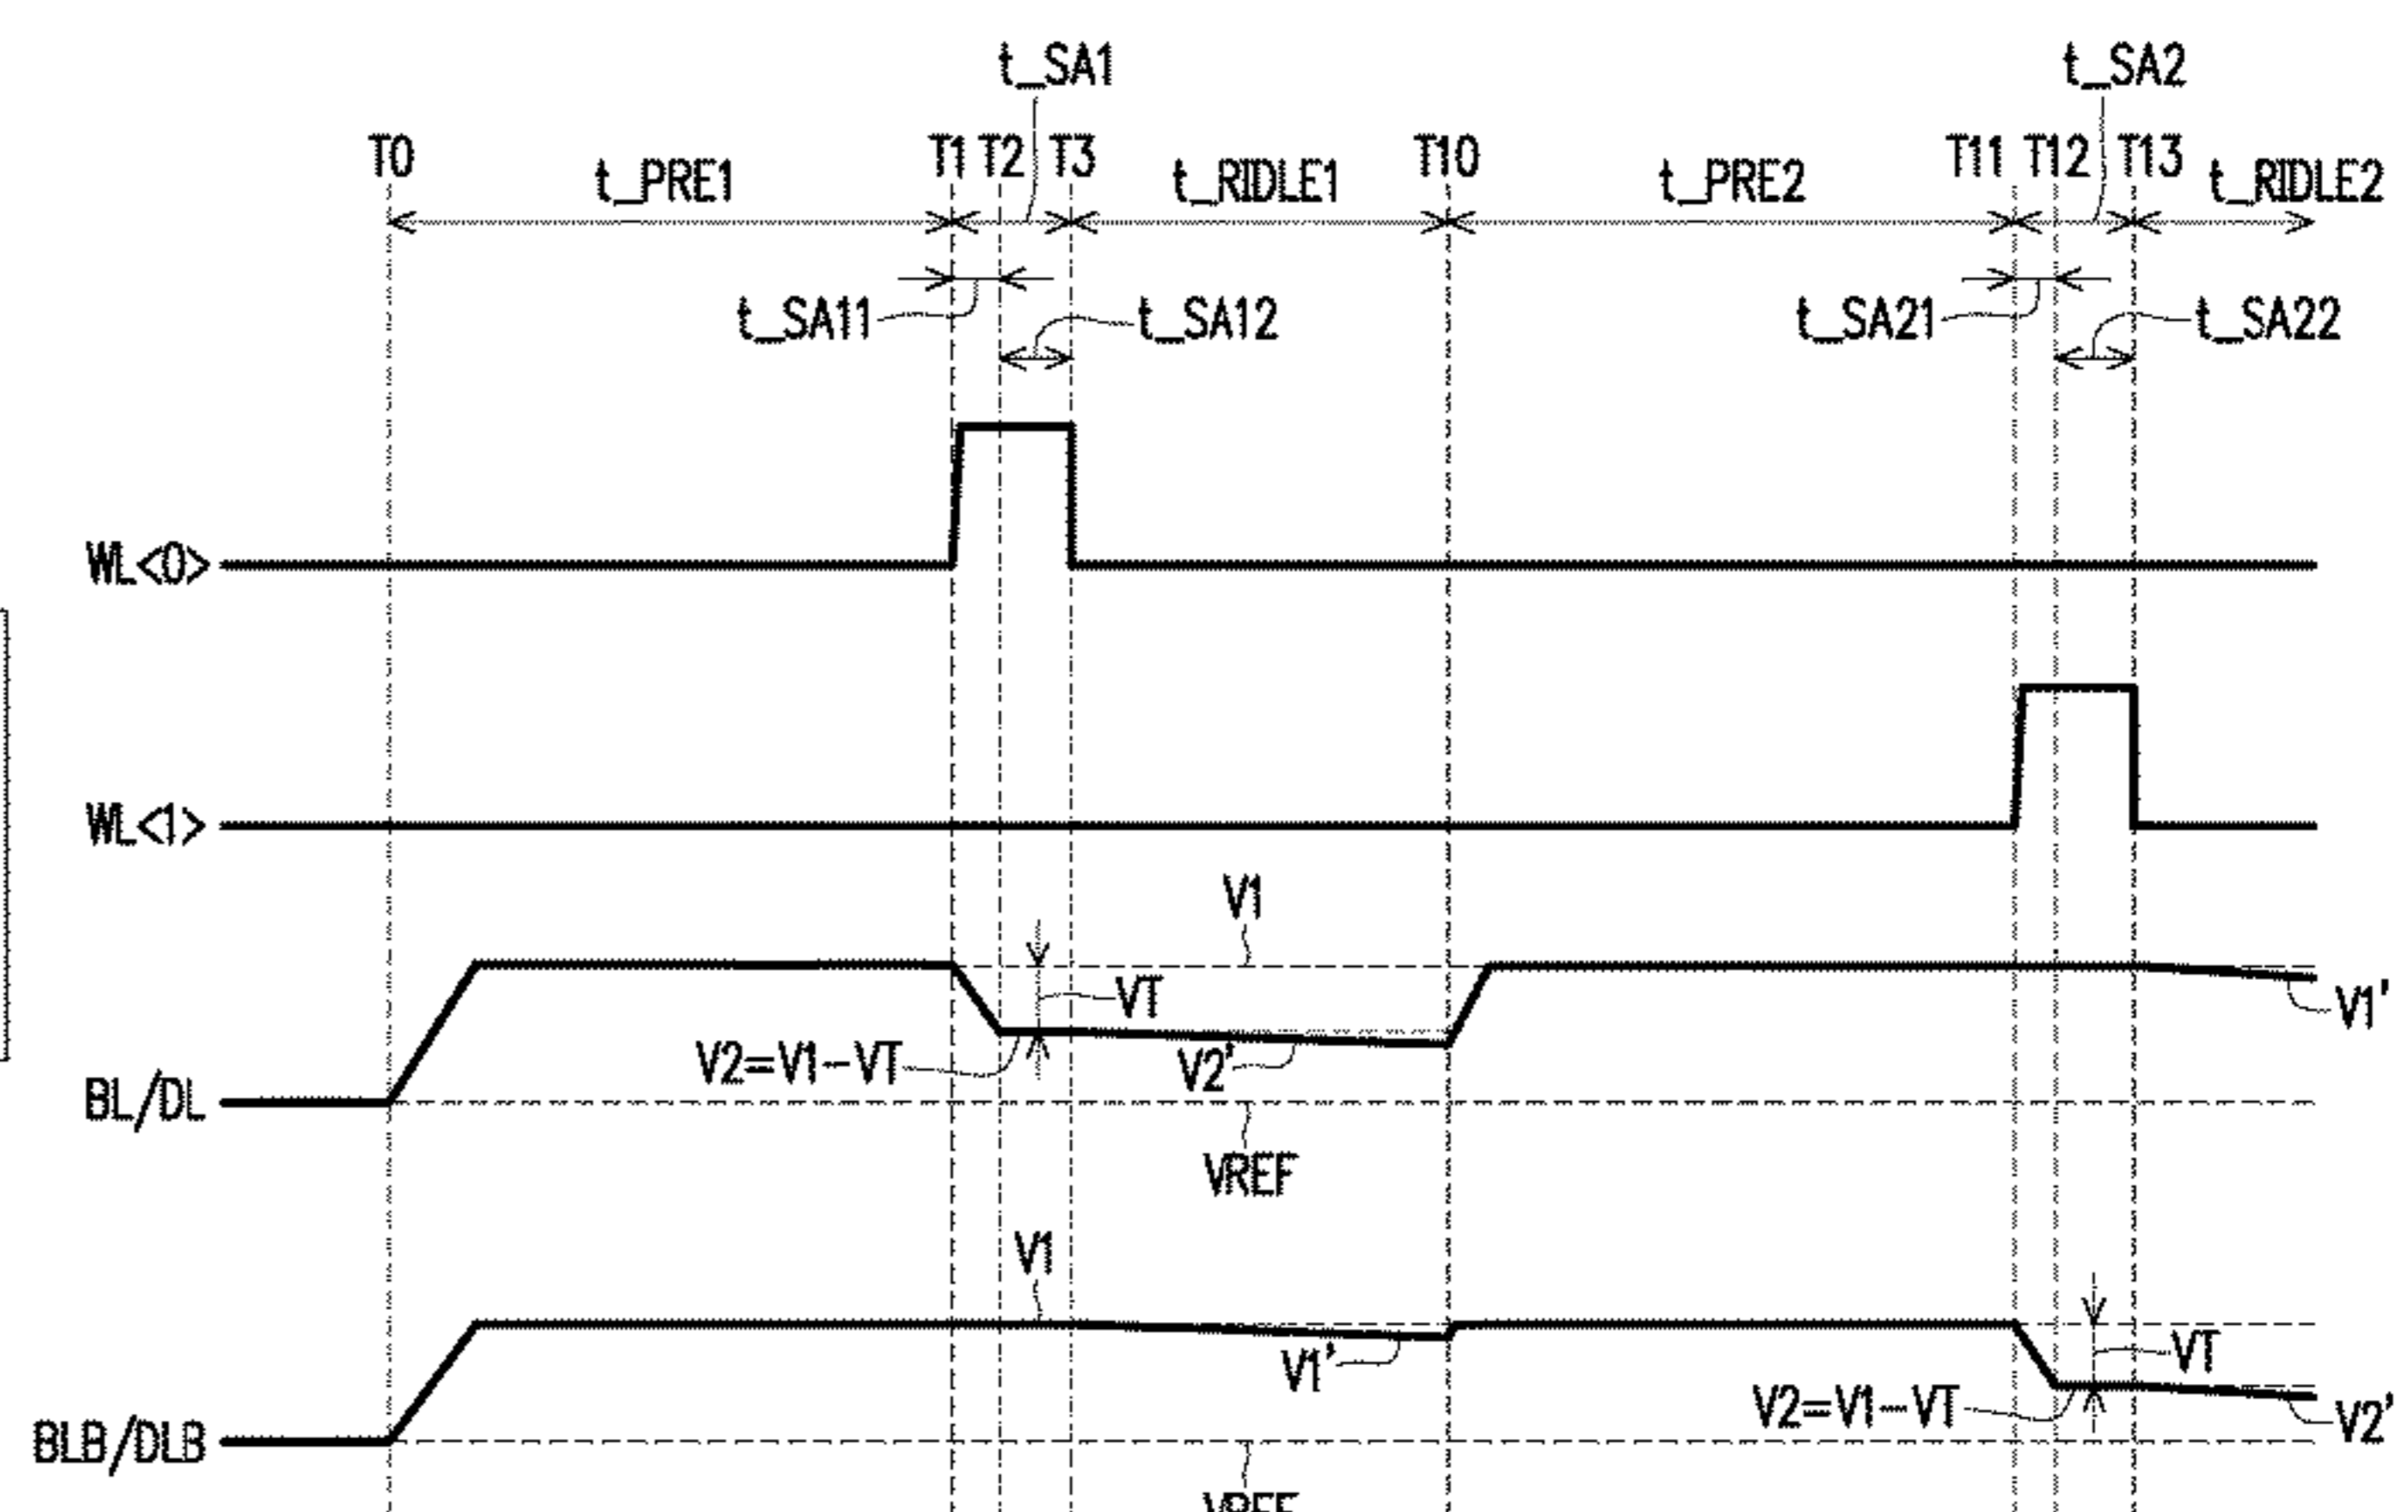 t_SA1
t_SA2
T0
T1
T2
T3
T10
T11
T12
T13
t_PRE1
t_RIDLE1
t_PRE2
t_RIDLE2
t_SA11
t_SA12
t_SA21
t_SA22
WL<0>
WL<1>
V1
VT
V1'
V2=V1-VT
V2'
BL/DL
VREF
V1
V1'
VT
V2=V1-VT
V2'
BLB/DLB
VREF